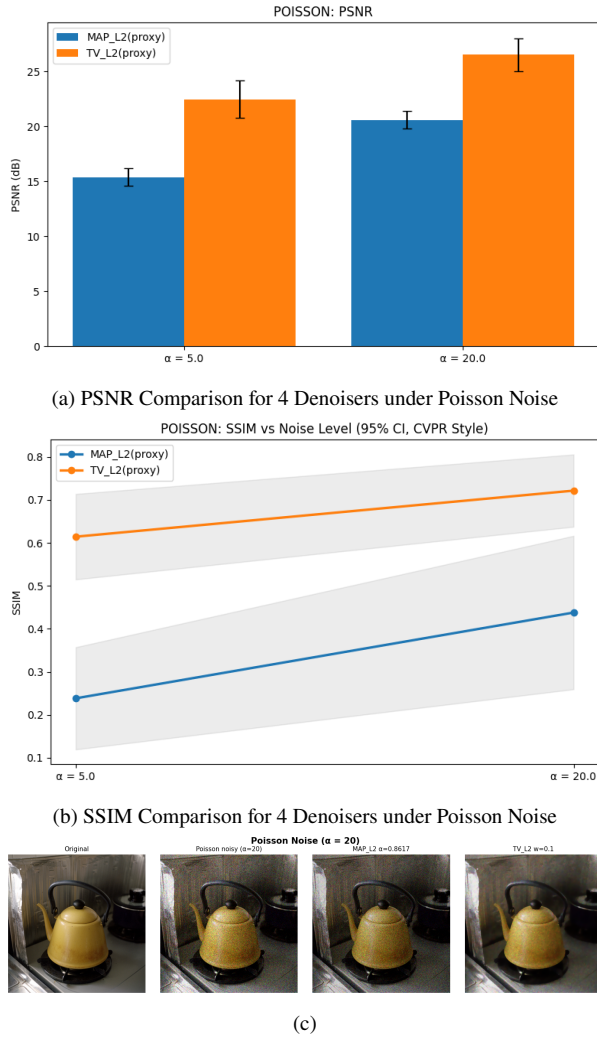 POISSON: PSNR
MAP_L2(proxy)
TV_L2(proxy)
PSNR (dB)
25
20
15
10
5
0
α = 5.0
α = 20.0
(a) PSNR Comparison for 4 Denoisers under Poisson Noise
POISSON: SSIM vs Noise Level (95% CI, CVPR Style)
MAP_L2(proxy)
TV_L2(proxy)
SSIM
0.8
0.7
0.6
0.5
0.4
0.3
0.2
0.1
α = 5.0
α = 20.0
(b) SSIM Comparison for 4 Denoisers under Poisson Noise
Poisson Noise (α = 20)
Original
Poisson noisy (α=20)
MAP_L2 α=0.8617
TV_L2 w=0.1
(c)